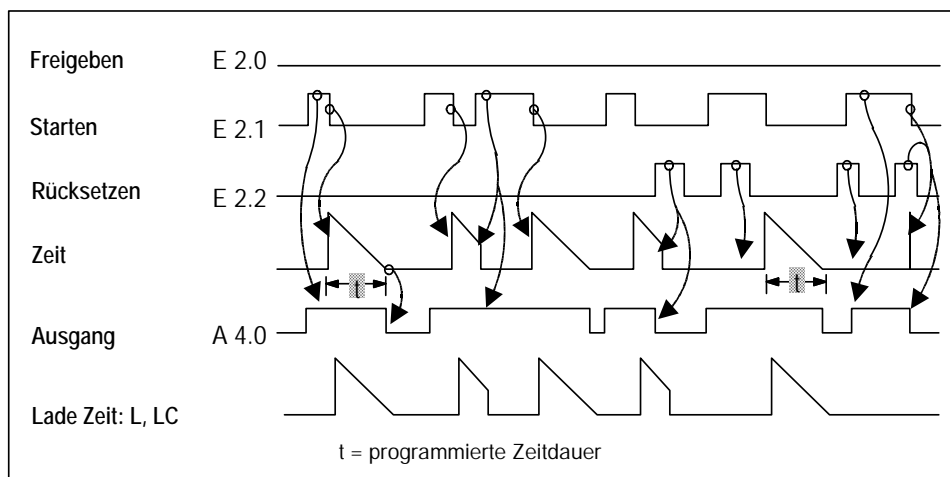 Freigeben E 2.0
Starten E 2.1
Rücksetzen E 2.2
Zeit
t t
Ausgang A 4.0
Lade Zeit: L, LC
t = programmierte Zeitdauer